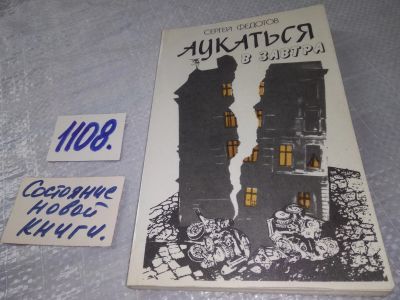 СЕРГЕЙ ФЕДОТОВ
АУКАТЬСЯ
В ЗАВТРА
1108.
Состояние
новой
книги.